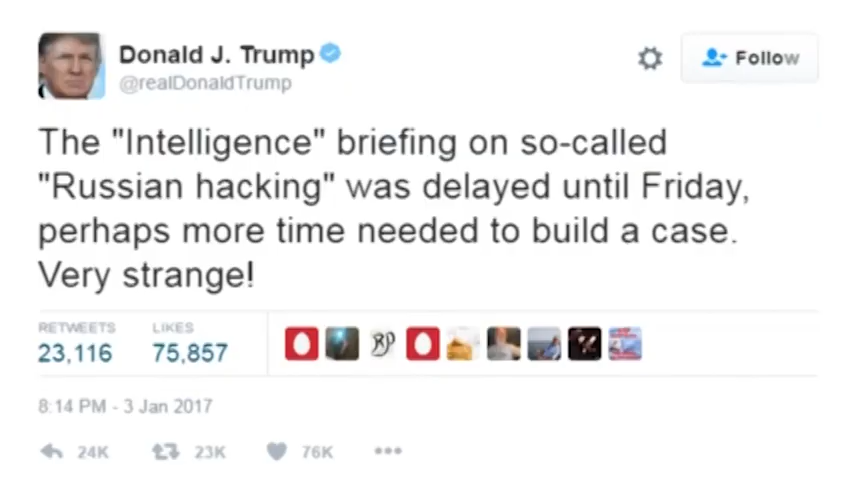 Donald J. Trump
@realDonaldTrump
Follow
The "Intelligence" briefing on so-called
"Russian hacking" was delayed until Friday,
perhaps more time needed to build a case.
Very strange!
RETWEETS LIKES
23,116 75,857
8:14 PM - 3 Jan 2017
24K 23K 76K